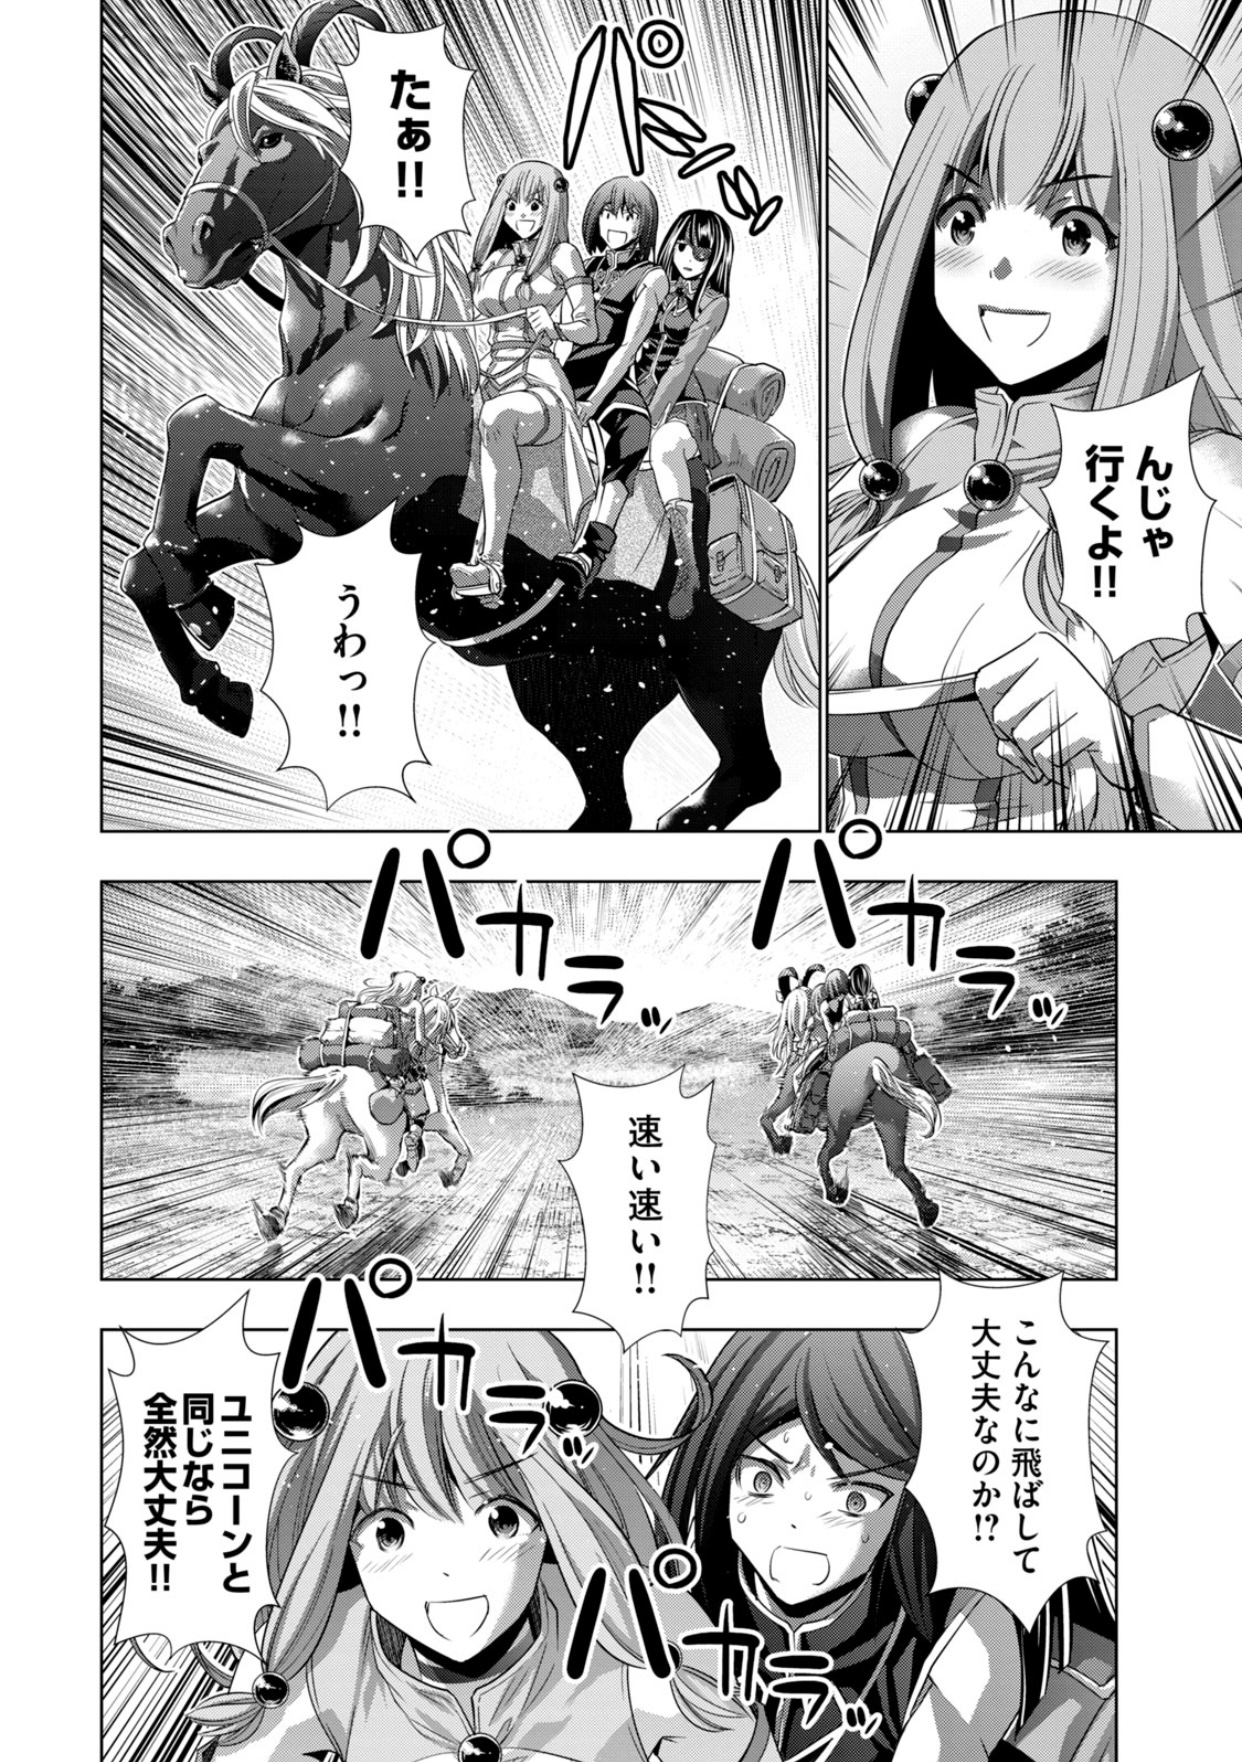 んじゃ
行くよ!!
たぁ!!
パカッ
うわっ!!
パカラッ
パカラッ
速い速い!!
こんなに飛ばして
大丈夫なのか!?
パカラッ
ユニコーンと
同じなら
全然大丈夫!!
パカラッ